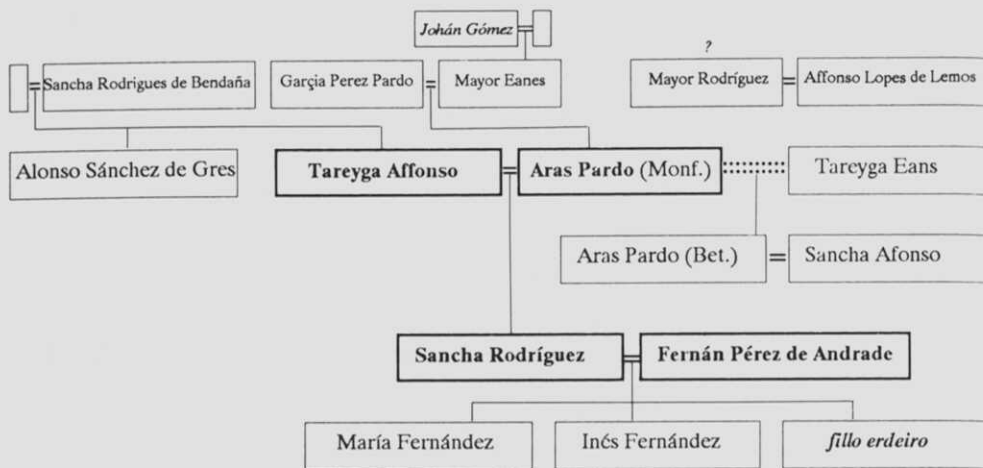 Johán Gómez
?
Sancha Rodrigues de Bendaña
Garçia Perez Pardo
Mayor Eanes
Mayor Rodríguez
Affonso Lopes de Lemos
Alonso Sánchez de Gres
Tareyga Affonso
Aras Pardo (Monf.)
Tareyga Eans
Aras Pardo (Bet.)
Sancha Afonso
Sancha Rodríguez
Fernán Pérez de Andrade
María Fernández
Inés Fernández
fillo erdeiro